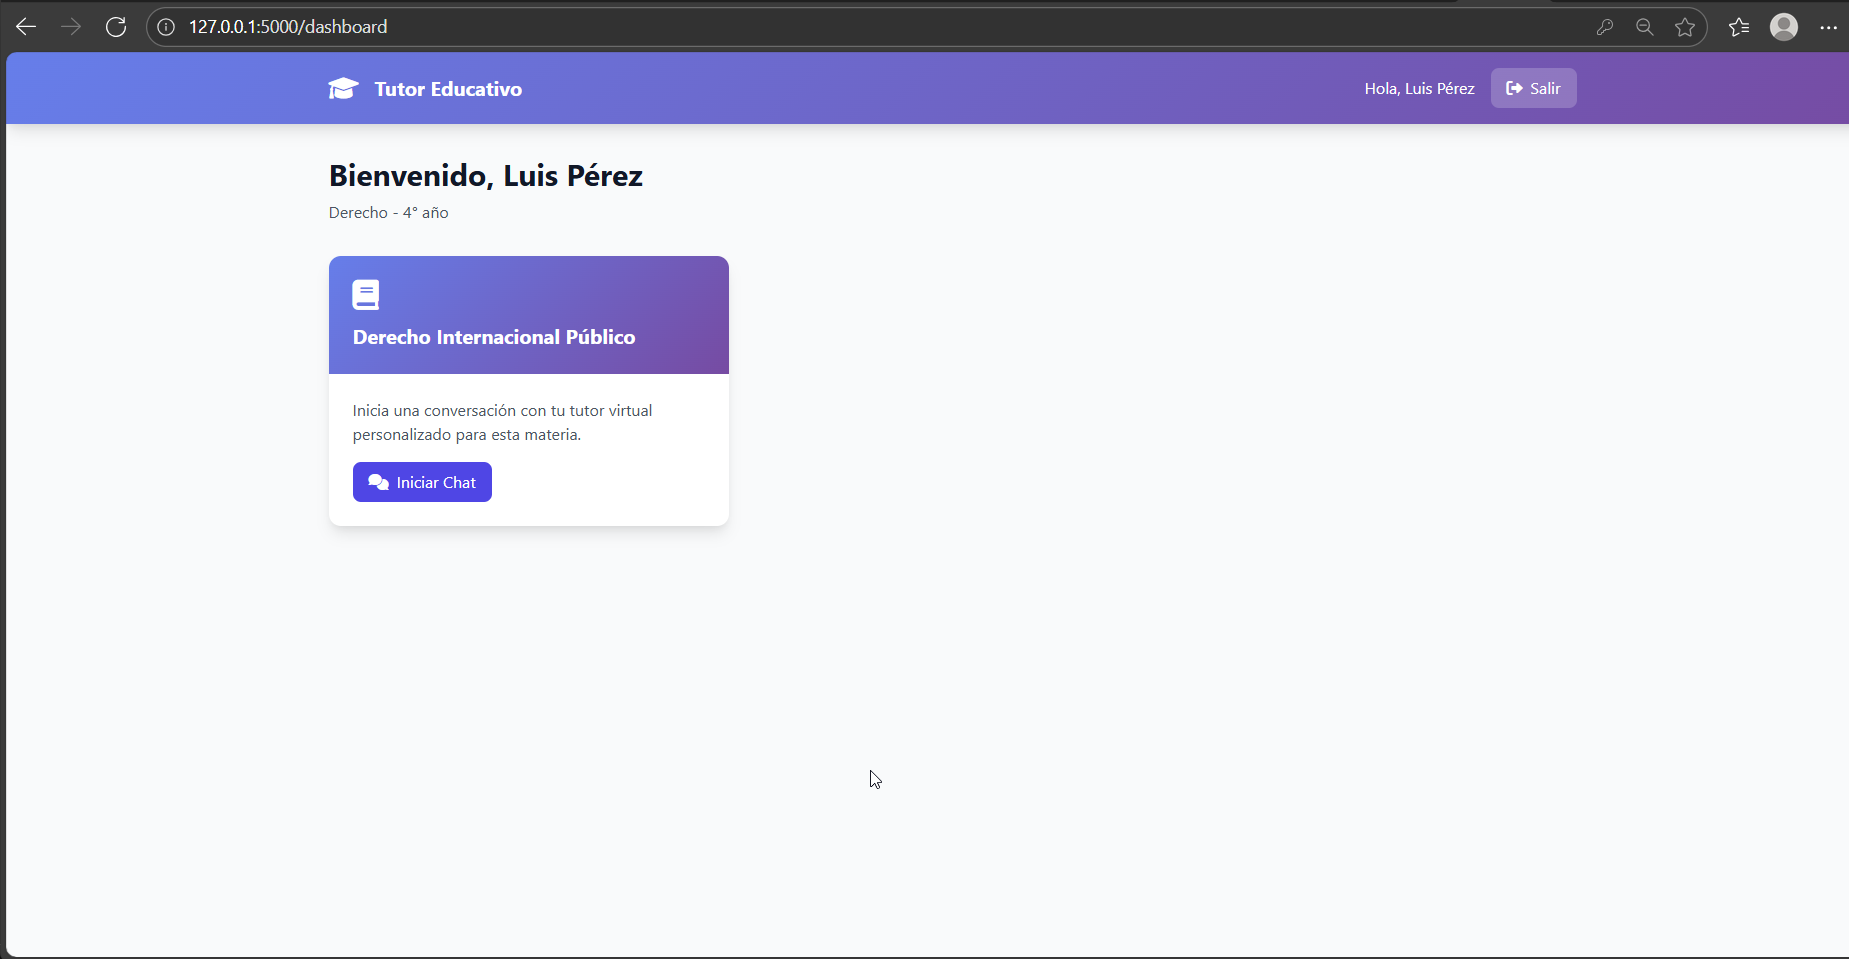 127.0.0.1:5000/dashboard
Tutor Educativo
Hola, Luis Pérez
Salir
Bienvenido, Luis Pérez
Derecho - 4° año
Derecho Internacional Público
Inicia una conversación con tu tutor virtual
personalizado para esta materia.
Iniciar Chat